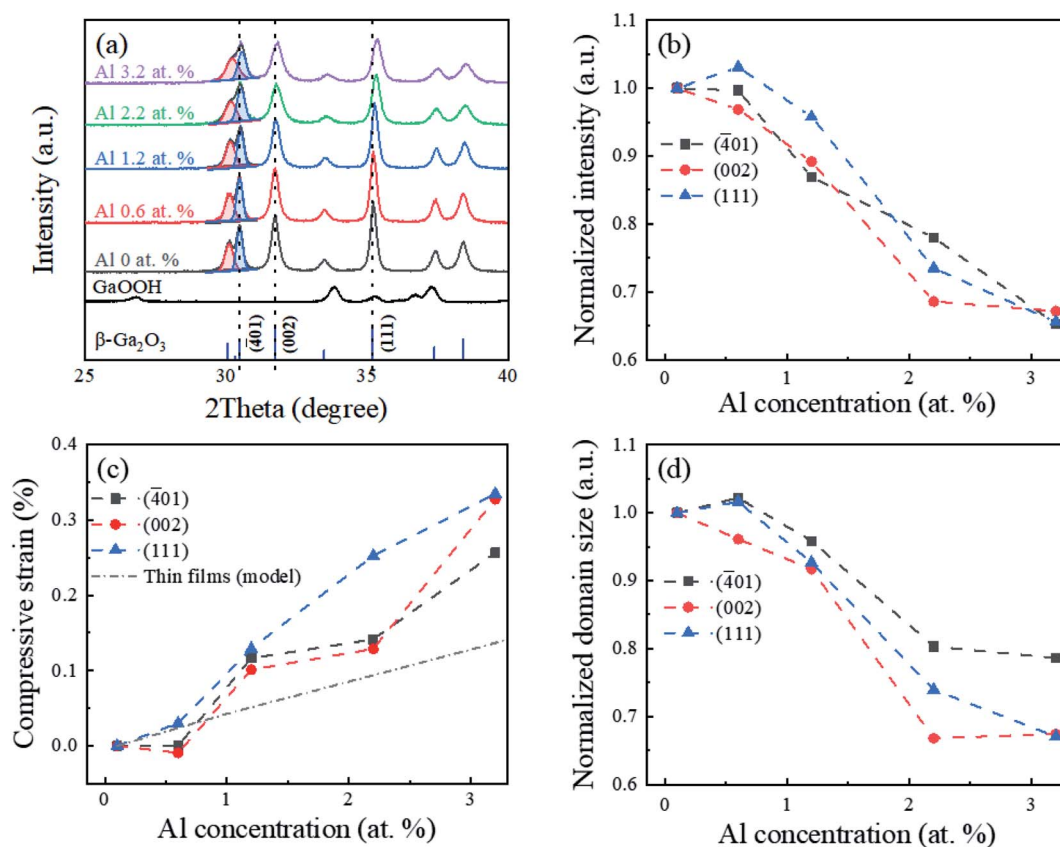 (a)
Al 3.2 at. %
Al 2.2 at. %
Al 1.2 at. %
Al 0.6 at. %
Al 0 at. %
GaOOH
β-Ga₂O₃
(4̅01)
(002)
(111)
25
30
35
40
2Theta (degree)
Intensity (a.u.)
(b)
1.1
1.0
0.9
0.8
0.7
0.6
(4̅01)
(002)
(111)
0
1
2
3
Al concentration (at. %)
Normalized intensity (a.u.)
(c)
0.4
0.3
0.2
0.1
0.0
(4̅01)
(002)
(111)
Thin films (model)
0
1
2
3
Al concentration (at. %)
Compressive strain (%)
(d)
1.1
1.0
0.9
0.8
0.7
0.6
(4̅01)
(002)
(111)
0
1
2
3
Al concentration (at. %)
Normalized domain size (a.u.)